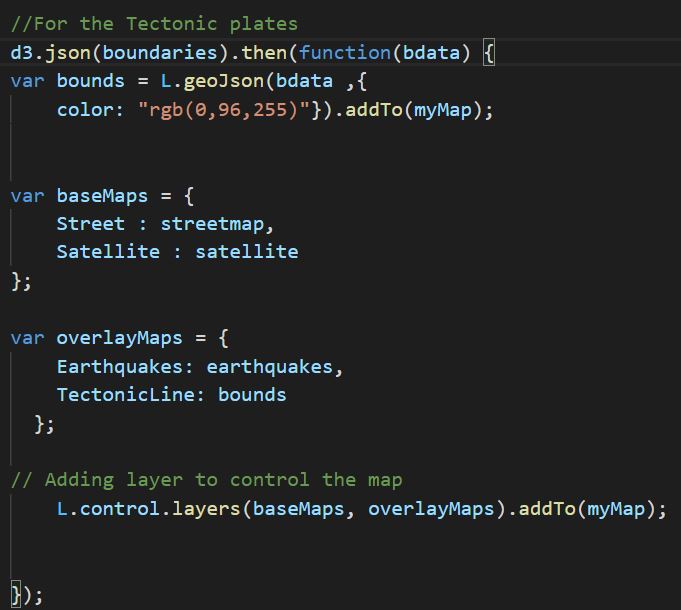 //For the Tectonic plates
d3.json(boundaries).then(function(bdata) {
var bounds = L.geoJson(bdata ,{
    color: "rgb(0,96,255)"}).addTo(myMap);
var baseMaps = {
    Street : streetmap,
    Satellite : satellite
};
var overlayMaps = {
    Earthquakes: earthquakes,
    TectonicLine: bounds
  };
// Adding layer to control the map
    L.control.layers(baseMaps, overlayMaps).addTo(myMap);
});